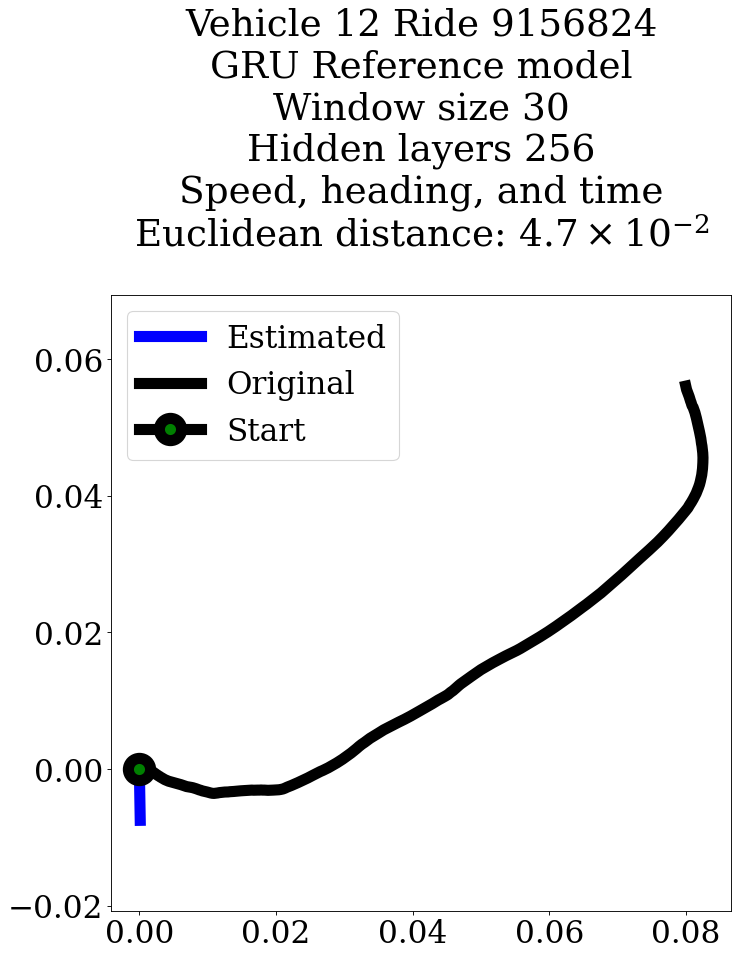 Vehicle 12 Ride 9156824
GRU Reference model
Window size 30
Hidden layers 256
Speed, heading, and time
Euclidean distance: 4.7 × 10⁻²
Estimated
Original
Start
0.06
0.04
0.02
0.00
−0.02
0.00 0.02 0.04 0.06 0.08